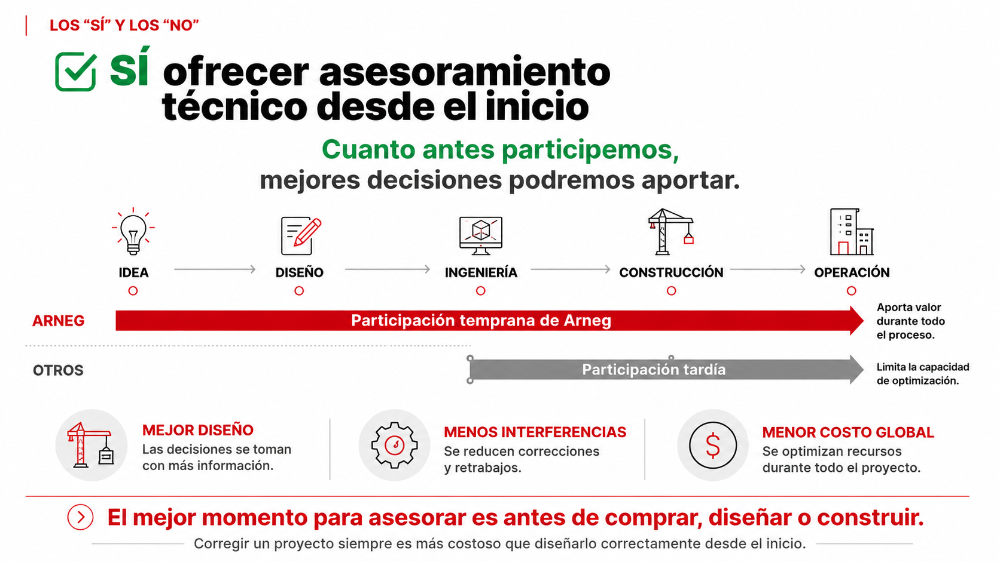 LOS “SÍ” Y LOS “NO”
SÍ ofrecer asesoramiento
técnico desde el inicio
Cuanto antes participemos,
mejores decisiones podremos aportar.
IDEA
DISEÑO
INGENIERÍA
CONSTRUCCIÓN
OPERACIÓN
ARNEG
Participación temprana de Arneg
Aporta valor
durante todo
el proceso.
OTROS
Participación tardía
Limita la capacidad
de optimización.
MEJOR DISEÑO
Las decisiones se toman
con más información.
MENOS INTERFERENCIAS
Se reducen correcciones
y retrabajos.
$
MENOR COSTO GLOBAL
Se optimizan recursos
durante todo el proyecto.
El mejor momento para asesorar es antes de comprar, diseñar o construir.
Corregir un proyecto siempre es más costoso que diseñarlo correctamente desde el inicio.